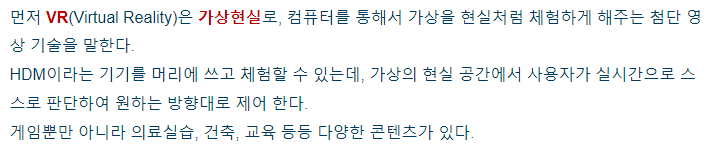 먼저 VR(Virtual Reality)은 가상현실로, 컴퓨터를 통해서 가상을 현실처럼 체험하게 해주는 첨단 영
상 기술을 말한다.
HDM이라는 기기를 머리에 쓰고 체험할 수 있는데, 가상의 현실 공간에서 사용자가 실시간으로 스
스로 판단하여 원하는 방향대로 제어 한다.
게임뿐만 아니라 의료실습, 건축, 교육 등등 다양한 콘텐츠가 있다.